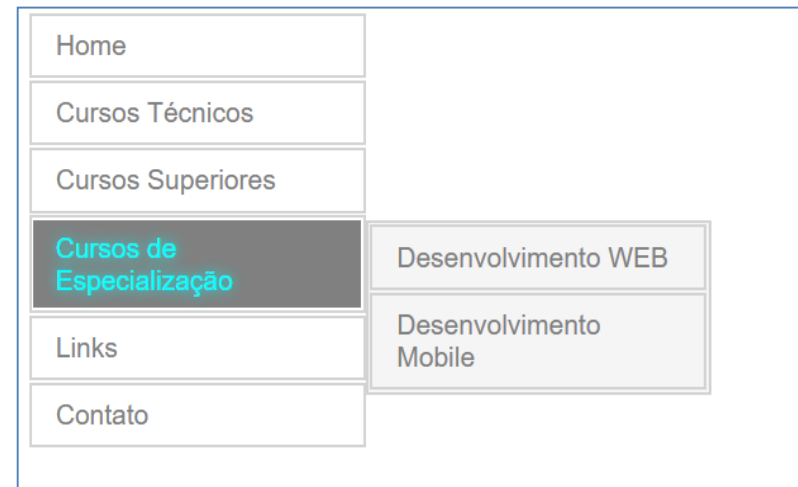 Home
Cursos Técnicos
Cursos Superiores
Cursos de
Especialização
Desenvolvimento WEB
Desenvolvimento
Mobile
Links
Contato